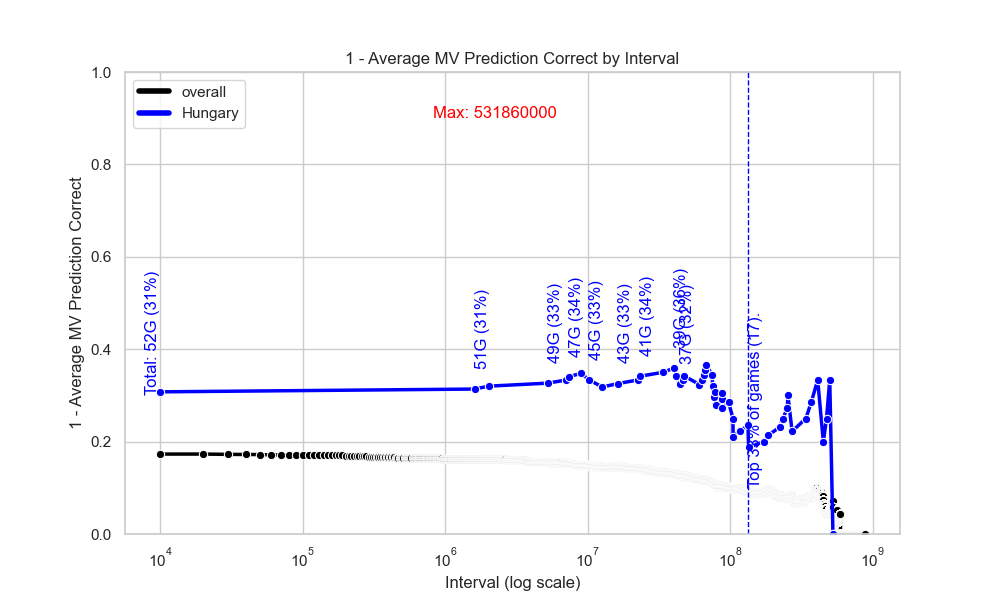 1 - Average MV Prediction Correct by Interval
1 - Average MV Prediction Correct
1.0
0.8
0.6
0.4
0.2
0.0
overall
Hungary
Max: 531860000
Total: 52G (31%)
51G (31%)
49G (33%)
47G (34%)
45G (33%)
43G (33%)
41G (34%)
39G (36%)
37G (32%)
Top 33% of games (17).
10^4
10^5
10^6
10^7
10^8
10^9
Interval (log scale)